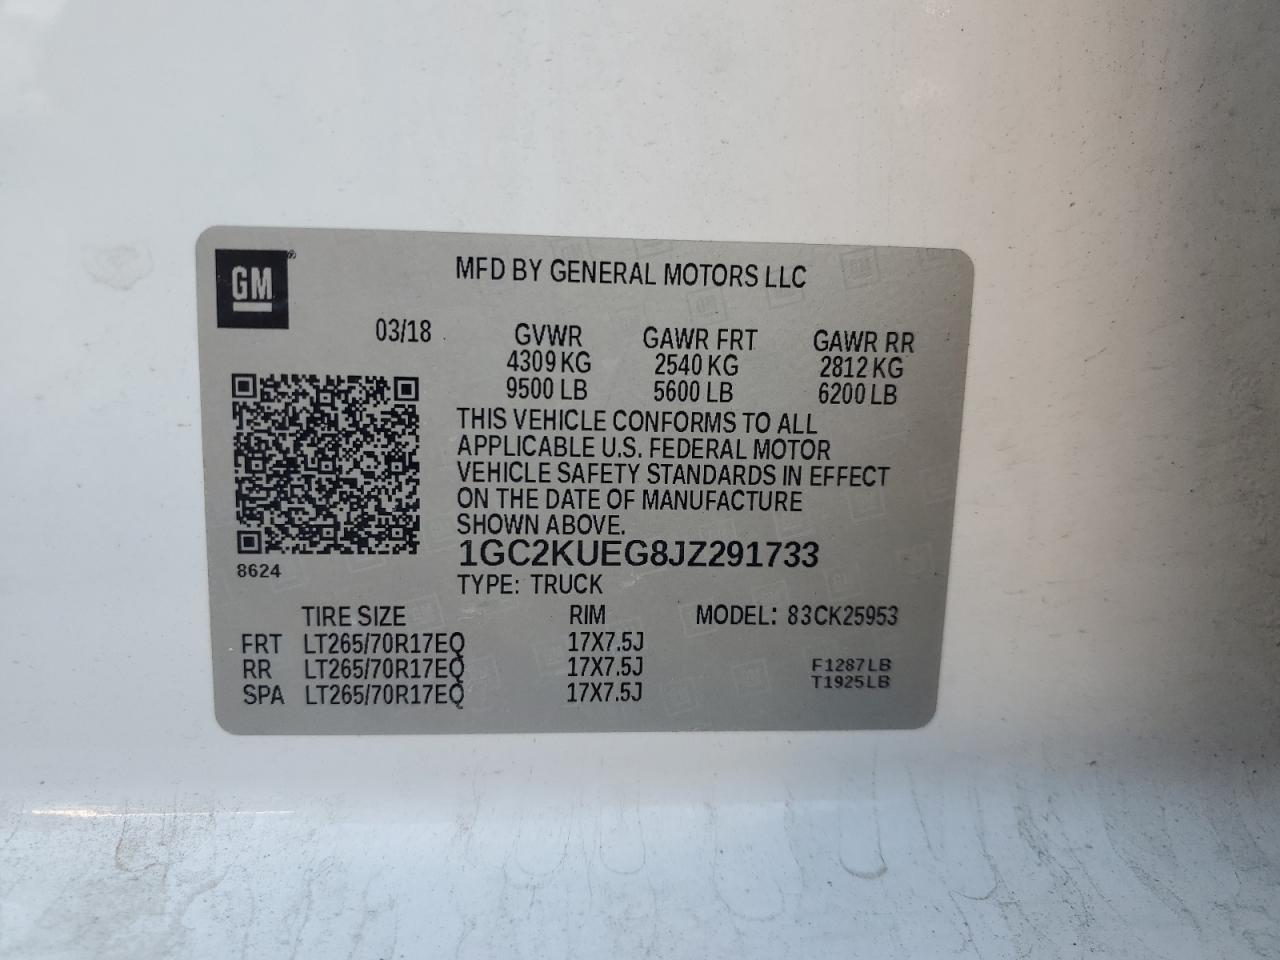 GM®
MFD BY GENERAL MOTORS LLC
03/18 GVWR GAWR FRT GAWR RR
4309 KG 2540 KG 2812 KG
9500 LB 5600 LB 6200 LB
THIS VEHICLE CONFORMS TO ALL
APPLICABLE U.S. FEDERAL MOTOR
VEHICLE SAFETY STANDARDS IN EFFECT
ON THE DATE OF MANUFACTURE
SHOWN ABOVE.
1GC2KUEG8JZ291733
8624
TYPE: TRUCK
TIRE SIZE RIM MODEL: 83CK25953
FRT LT265/70R17EQ 17X7.5J
RR LT265/70R17EQ 17X7.5J F1287LB
SPA LT265/70R17EQ 17X7.5J T1925LB